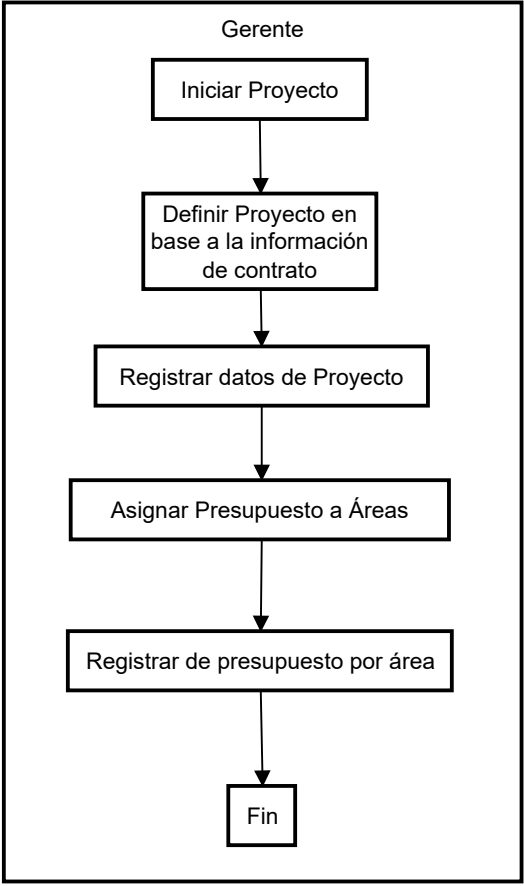 Gerente
Iniciar Proyecto
Definir Proyecto en
base a la información
de contrato
Registrar datos de Proyecto
Asignar Presupuesto a Áreas
Registrar de presupuesto por área
Fin